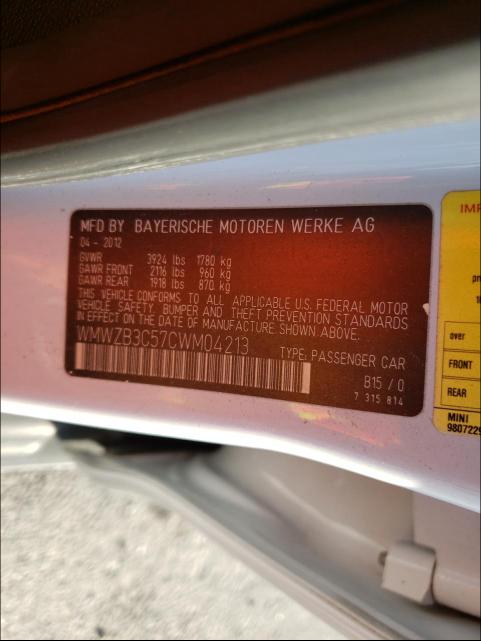 MFD BY BAYERISCHE MOTOREN WERKE AG
04 - 2012
GVWR 3924 lbs 1780 kg
GAWR FRONT 2116 lbs 960 kg
GAWR REAR 1918 lbs 870 kg
THIS VEHICLE CONFORMS TO ALL APPLICABLE U.S. FEDERAL MOTOR
VEHICLE SAFETY, BUMPER AND THEFT PREVENTION STANDARDS
IN EFFECT ON THE DATE OF MANUFACTURE SHOWN ABOVE.
WMWZB3C57CWM04213
TYPE: PASSENGER CAR
B15 / 0
7 315 814
over
FRONT
REAR
MINI
9807229